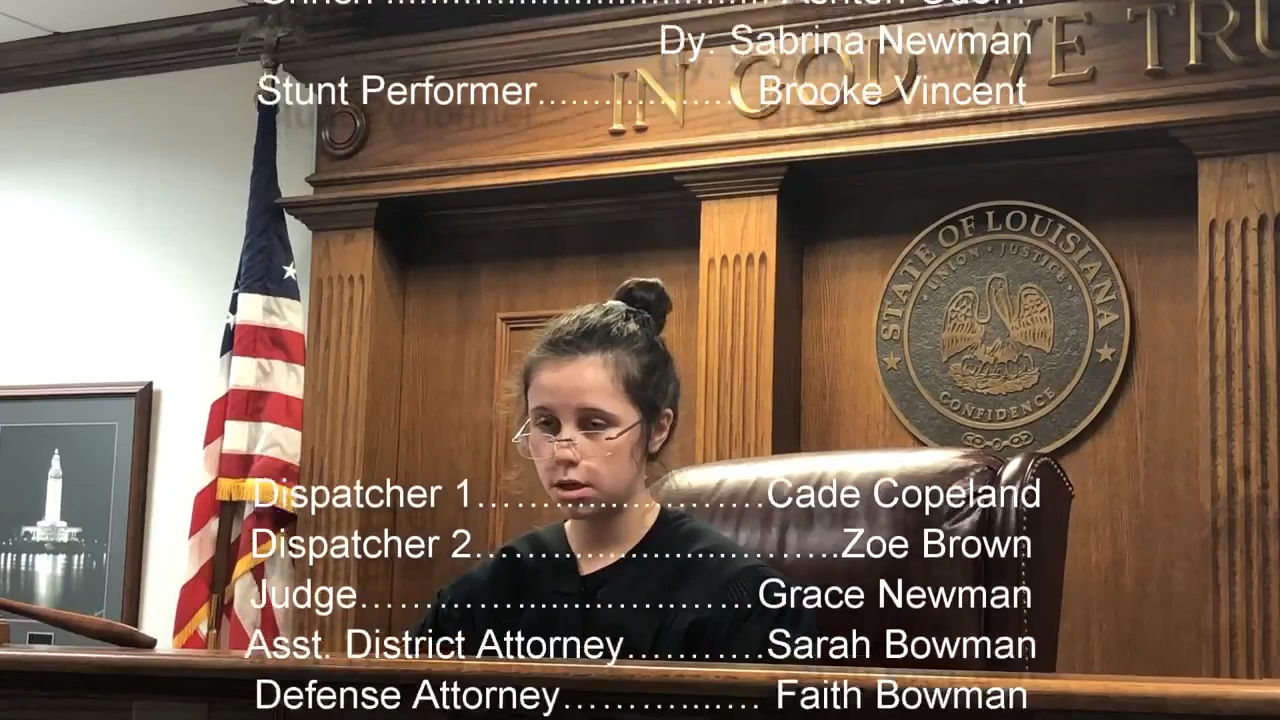 Dy. Sabrina Newman
Stunt Performer.................... Brooke Vincent
IN GOD WE TRU
STATE OF LOUISIANA
UNION · JUSTICE
CONFIDENCE
Dispatcher 1..........................Cade Copeland
Dispatcher 2..................................Zoe Brown
Judge.....................................Grace Newman
Asst. District Attorney.............Sarah Bowman
Defense Attorney.................. Faith Bowman